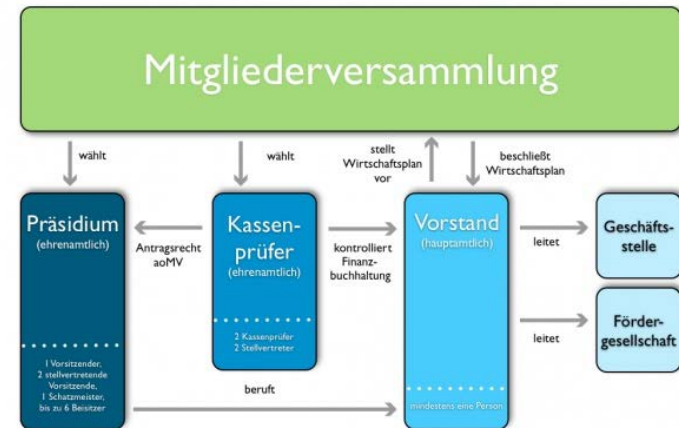 Mitgliederversammlung
wählt
wählt
stellt
Wirtschaftsplan
vor
beschließt
Wirtschaftsplan
Präsidium
(ehrenamtlich)
1 Vorsitzender,
2 stellvertretende
Vorsitzende,
1 Schatzmeister,
bis zu 6 Beisitzer
Antragsrecht
aoMV
Kassen-
prüfer
(ehrenamtlich)
2 Kassenprüfer
2 Stellvertreter
kontrolliert
Finanz-
buchhaltung
Vorstand
(hauptamtlich)
mindestens eine Person
leitet
Geschäfts-
stelle
leitet
Förder-
gesellschaft
beruft